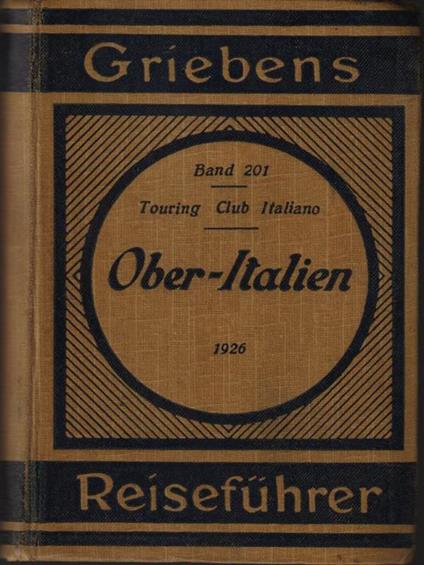 Griebens
Band 201
Touring Club Italiano
Ober-Italien
1926
Reiseführer